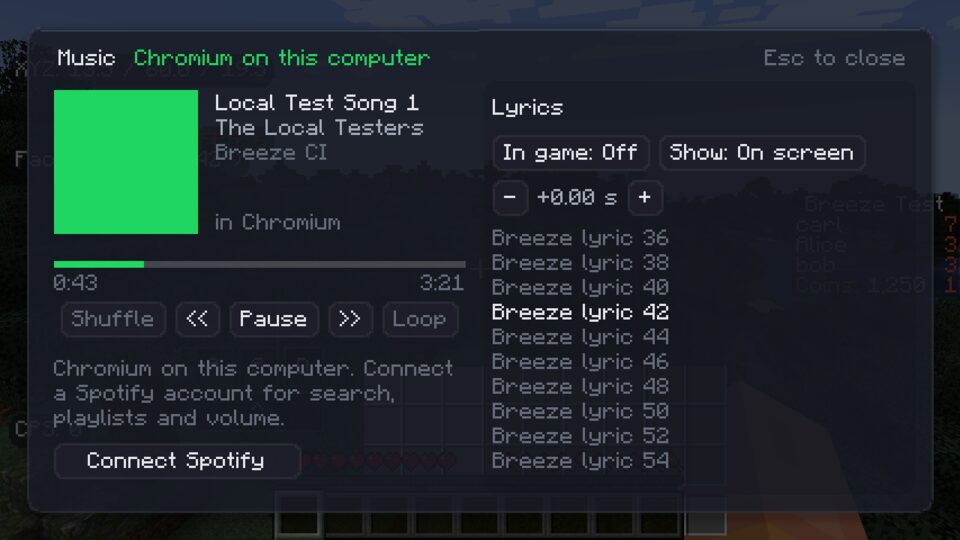 Music Chromium on this computer
Esc to close
Local Test Song 1
The Local Testers
Breeze CI
in Chromium
0:43
3:21
Shuffle << Pause >> Loop
Chromium on this computer. Connect
a Spotify account for search,
playlists and volume.
Connect Spotify
Lyrics
In game: Off Show: On screen
- +0.00 s +
Breeze lyric 36
Breeze lyric 38
Breeze lyric 40
Breeze lyric 42
Breeze lyric 44
Breeze lyric 46
Breeze lyric 48
Breeze lyric 50
Breeze lyric 52
Breeze lyric 54
Breeze Test
carl 7
Alice 3
bob 3
Coins: 1,250 1